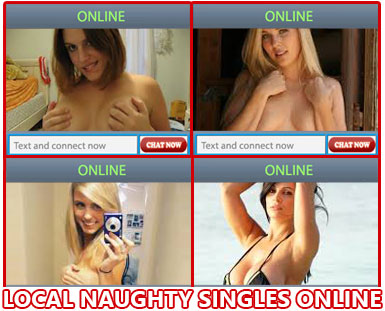 ONLINE ONLINE
Text and connect now CHAT NOW Text and connect now CHAT NOW
ONLINE ONLINE
LOCAL NAUGHTY SINGLES ONLINE